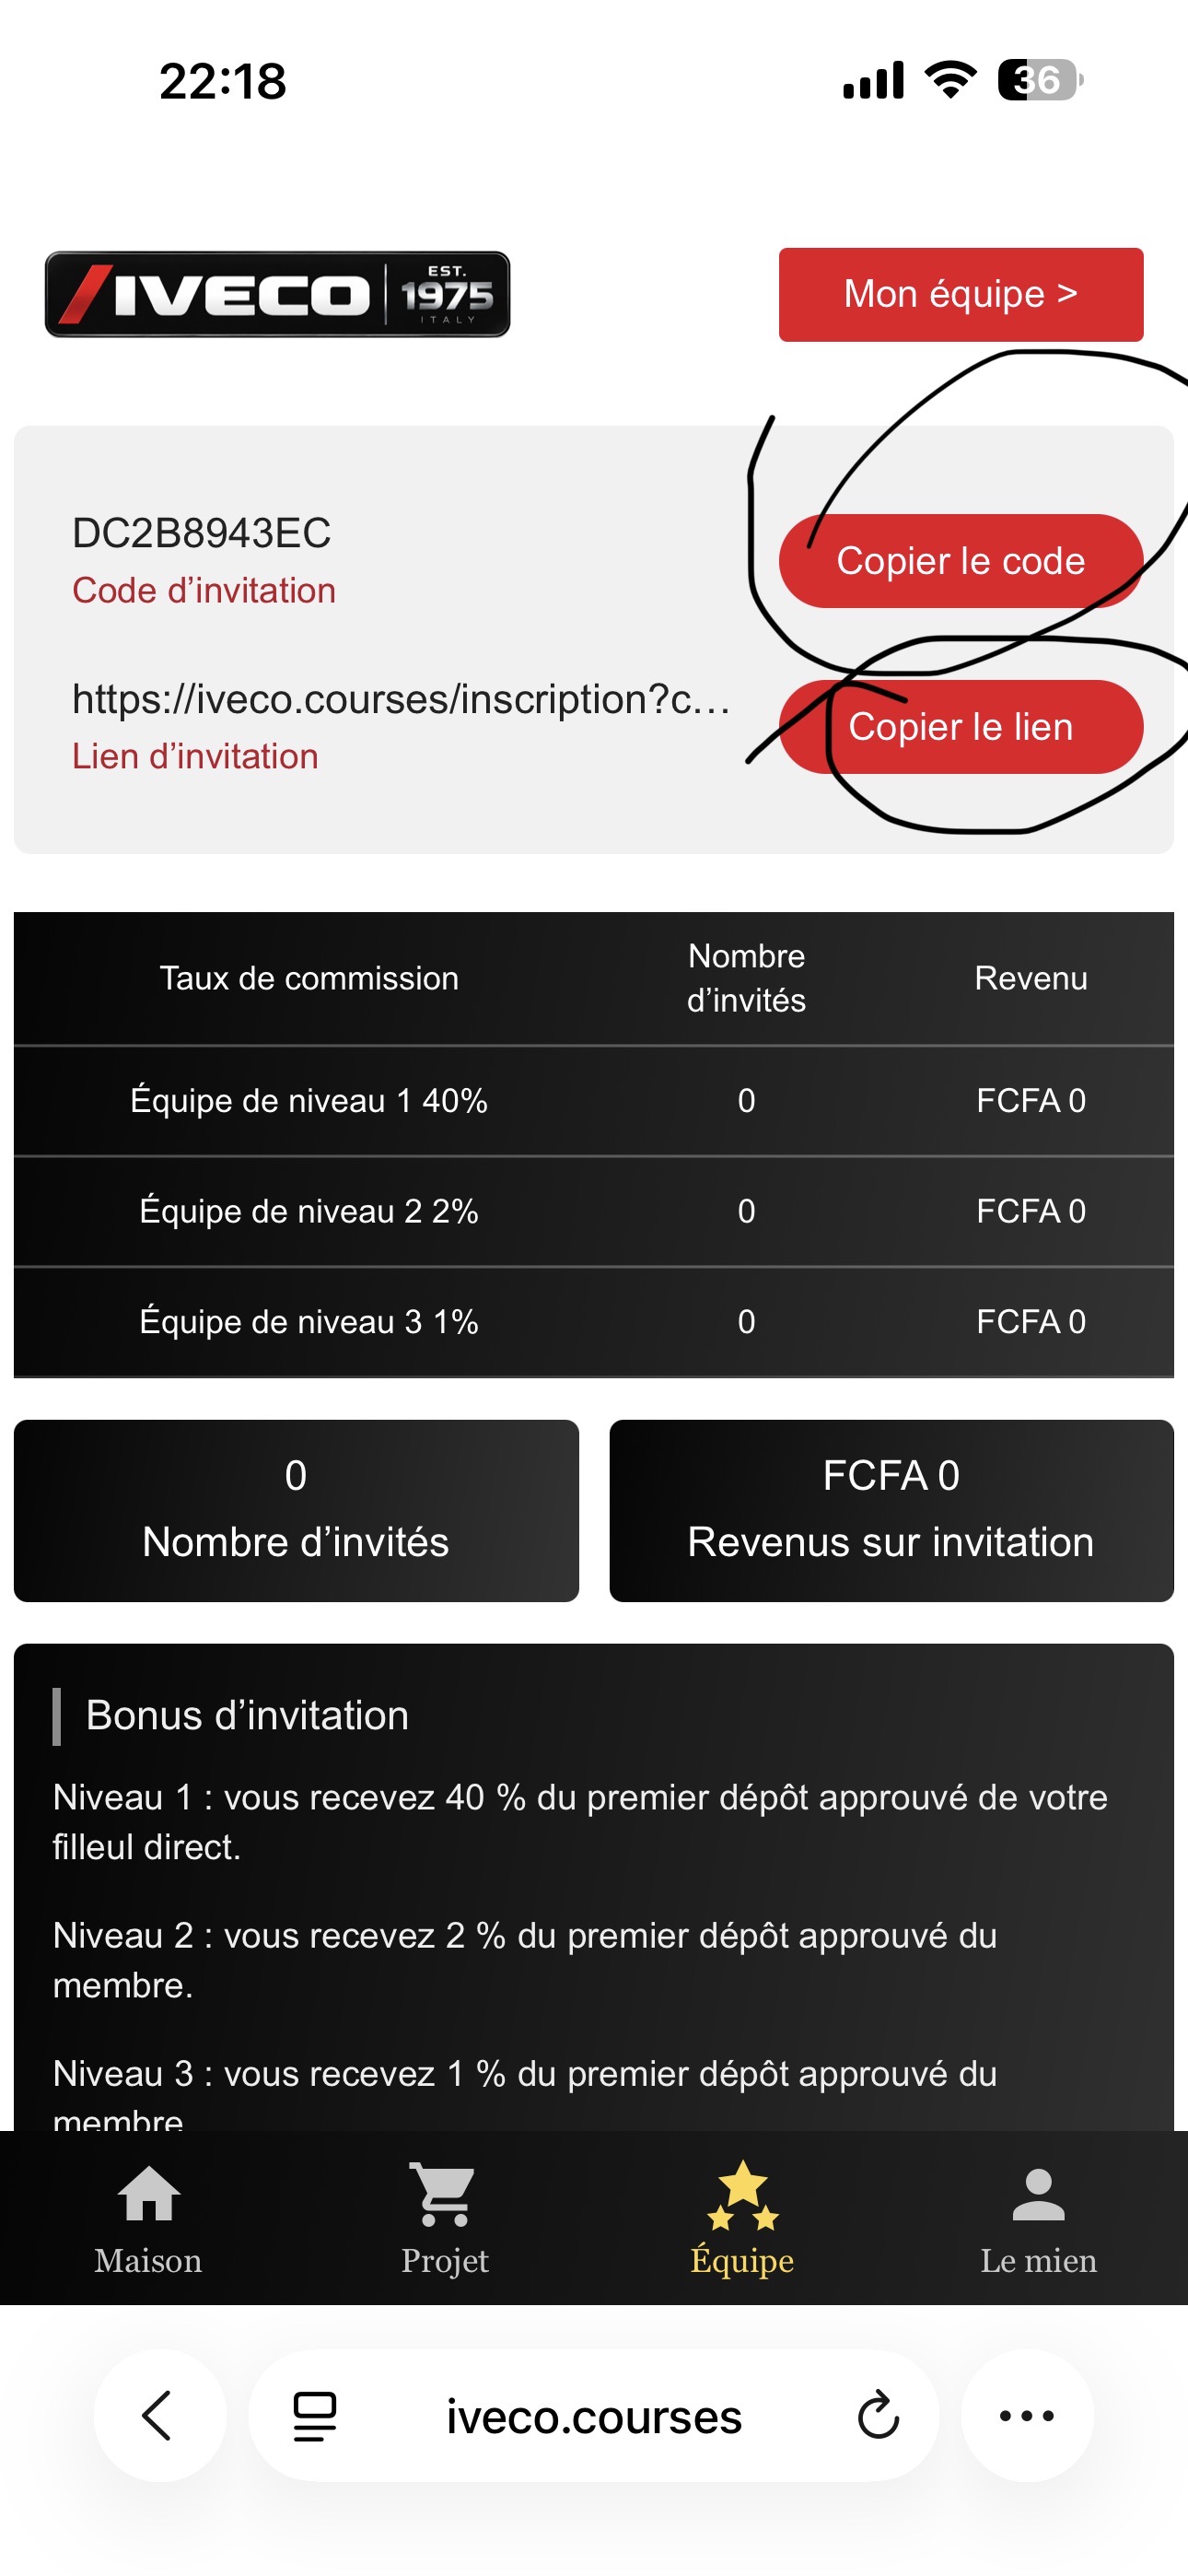 22:18
36
IVECO
EST.
1975
ITALY
Mon équipe >
DC2B8943EC
Code d’invitation
Copier le code
https://iveco.courses/inscription?c...
Lien d’invitation
Copier le lien
Taux de commission
Nombre
d’invités
Revenu
Équipe de niveau 1 40%
0
FCFA 0
Équipe de niveau 2 2%
0
FCFA 0
Équipe de niveau 3 1%
0
FCFA 0
0
Nombre d’invités
FCFA 0
Revenus sur invitation
Bonus d’invitation
Niveau 1 : vous recevez 40 % du premier dépôt approuvé de votre
filleul direct.
Niveau 2 : vous recevez 2 % du premier dépôt approuvé du
membre.
Niveau 3 : vous recevez 1 % du premier dépôt approuvé du
membre
Maison
Projet
Équipe
Le mien
iveco.courses